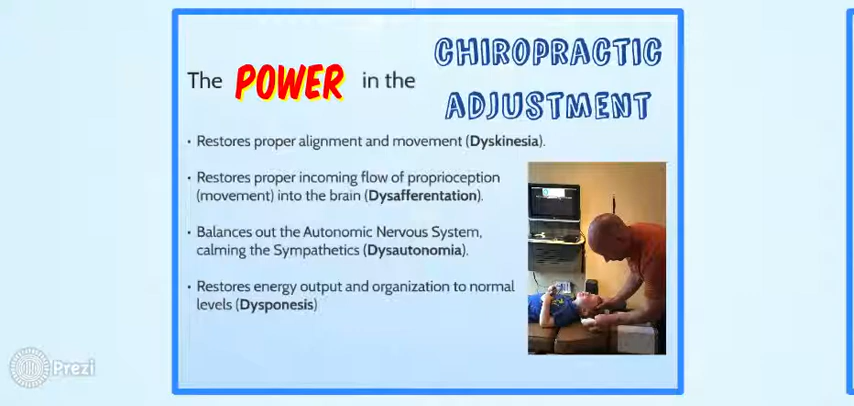 The POWER in the CHIROPRACTIC ADJUSTMENT
• Restores proper alignment and movement (Dyskinesia).
• Restores proper incoming flow of proprioception
(movement) into the brain (Dysafferentation).
• Balances out the Autonomic Nervous System,
calming the Sympathetics (Dysautonomia).
• Restores energy output and organization to normal
levels (Dysponesis)
Prezi